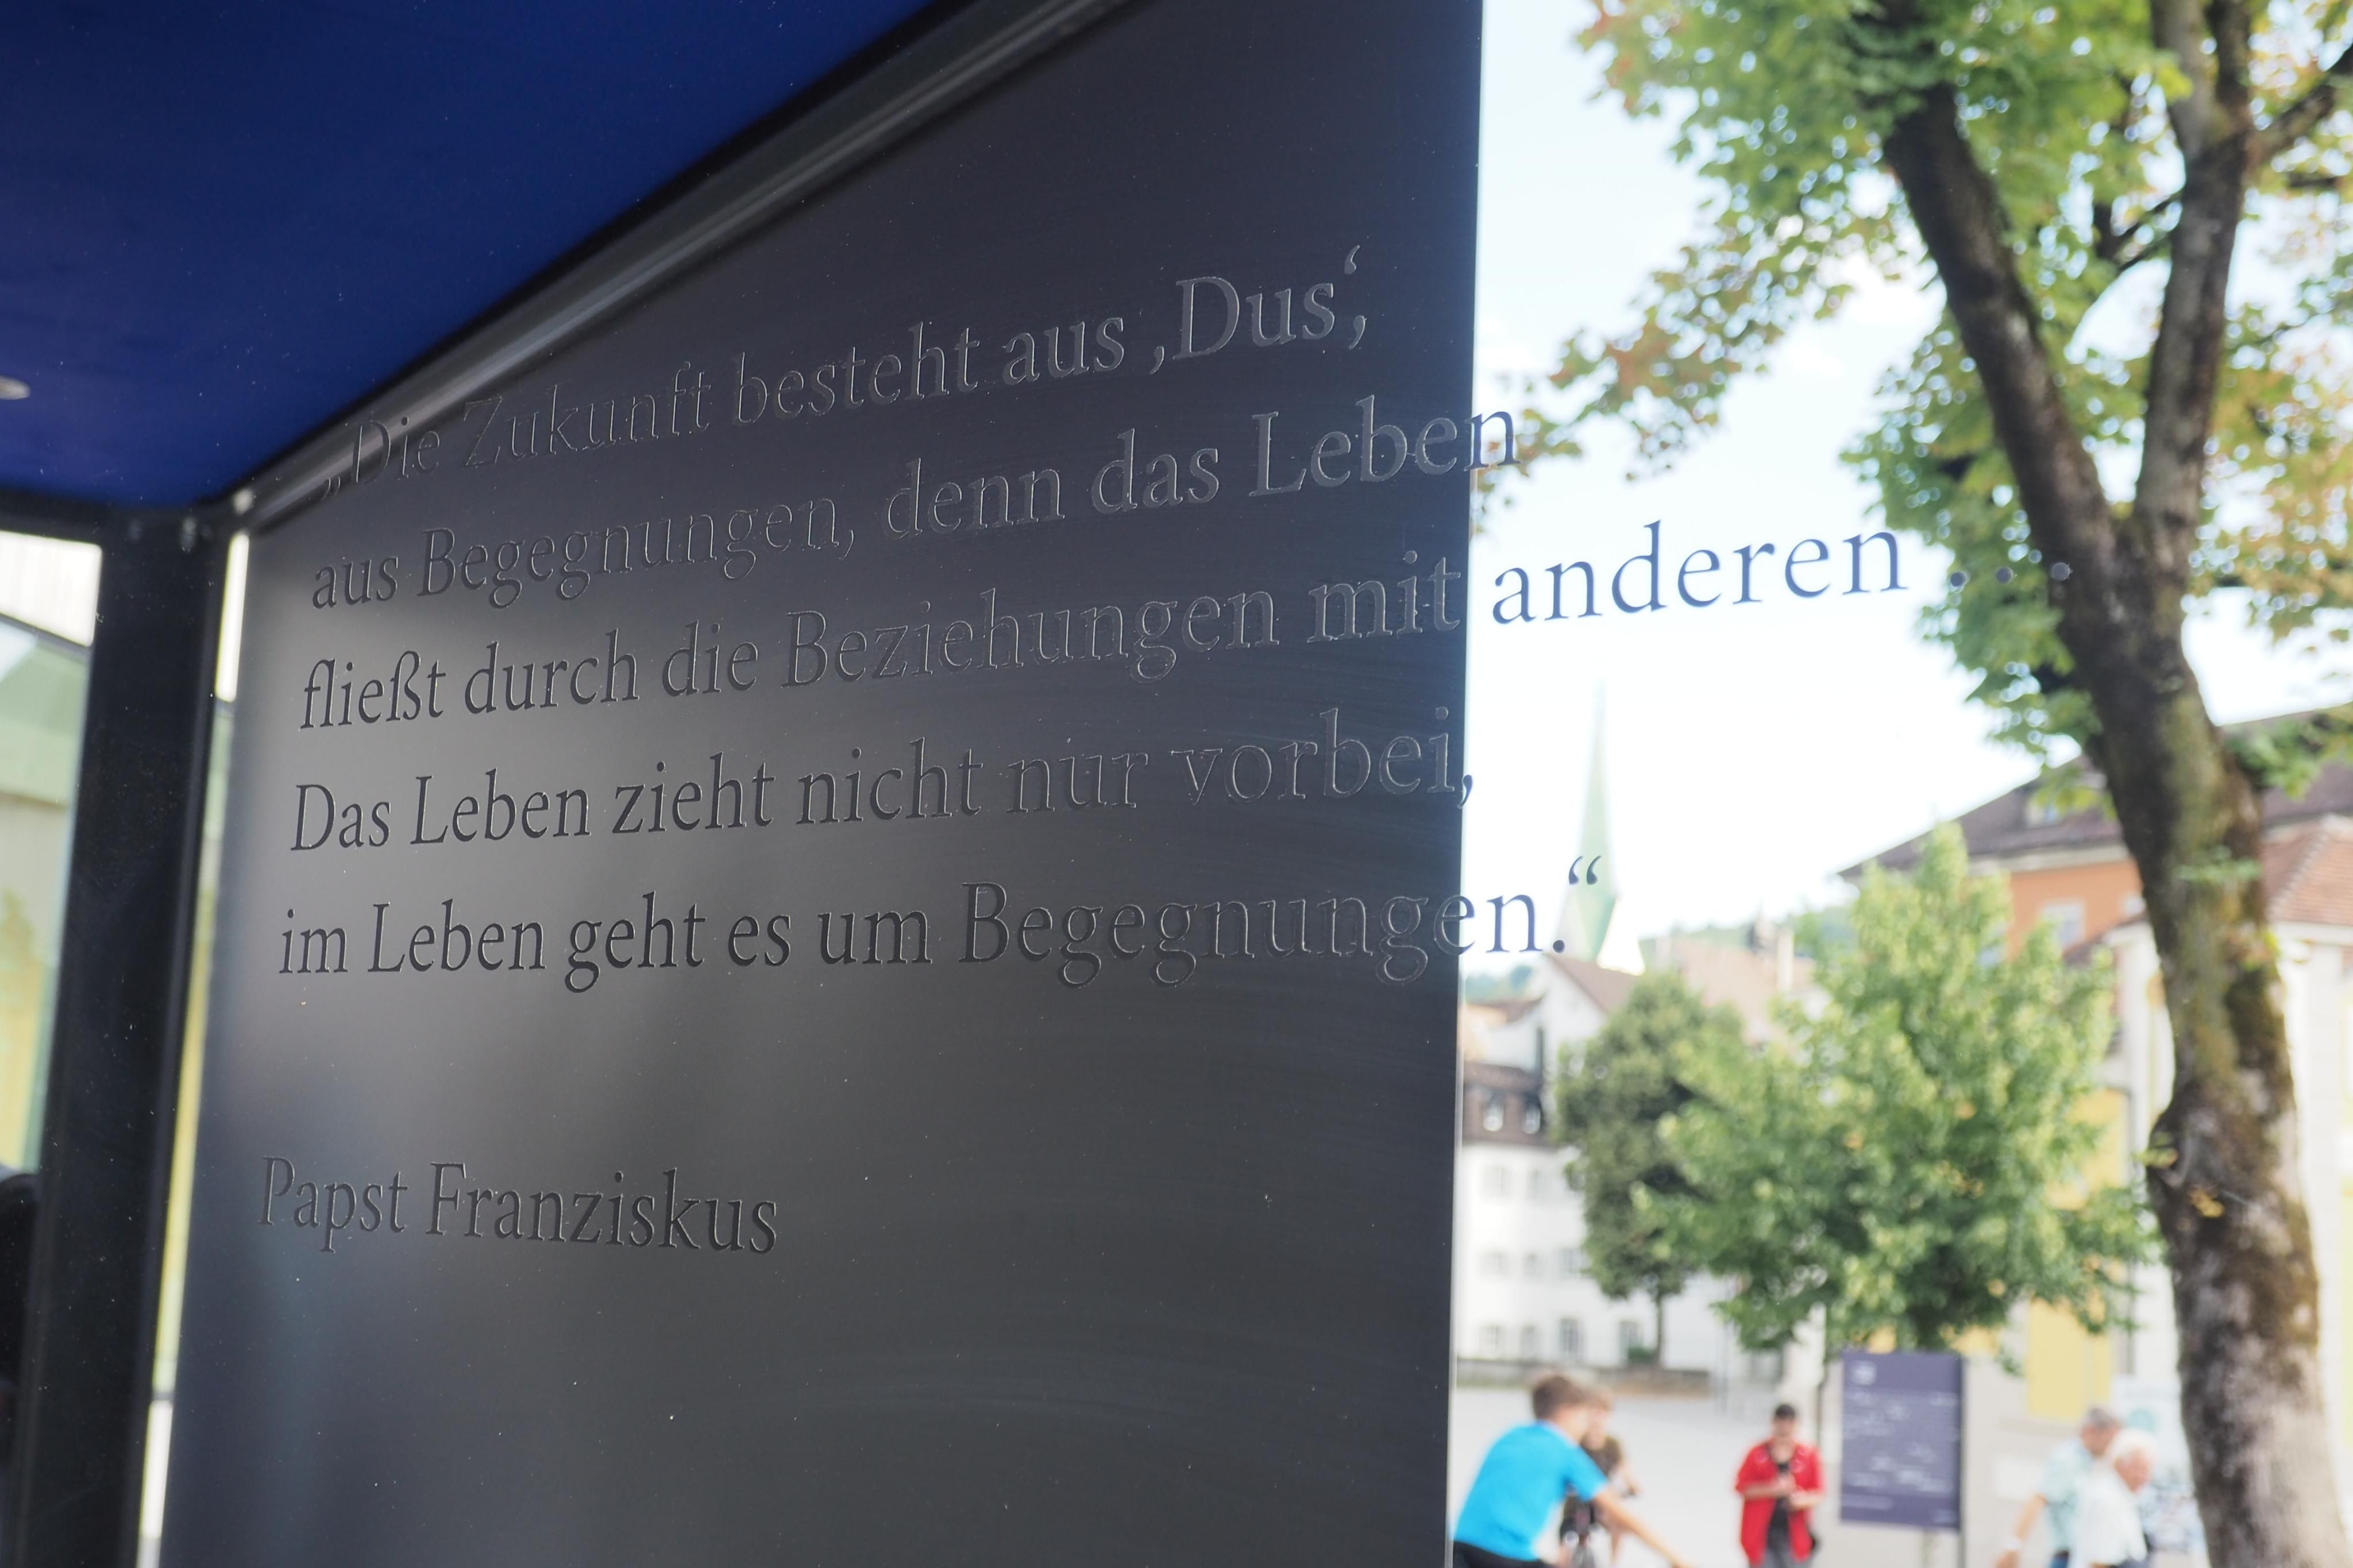 „Die Zukunft besteht aus ‚Dus‘,
aus Begegnungen, denn das Leben
fließt durch die Beziehungen mit anderen . . .
Das Leben zieht nicht nur vorbei,
im Leben geht es um Begegnungen.“
Papst Franziskus